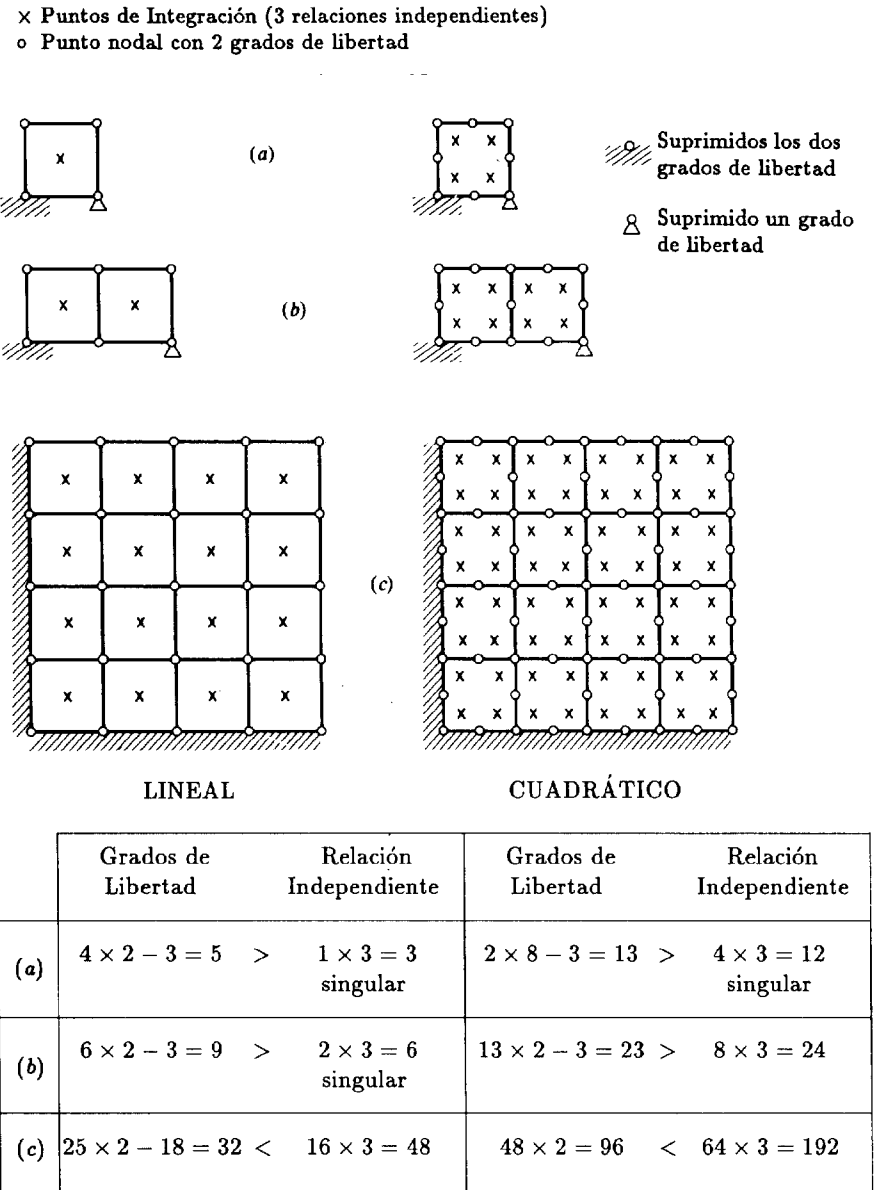 × Puntos de Integración (3 relaciones independientes)
o Punto nodal con 2 grados de libertad
(a)
Suprimidos los dos
grados de libertad
Suprimido un grado
de libertad
(b)
(c)
LINEAL
CUADRÁTICO
Grados de Libertad
Relación Independiente
Grados de Libertad
Relación Independiente
(a) 4 × 2 − 3 = 5 > 1 × 3 = 3 2 × 8 − 3 = 13 > 4 × 3 = 12
singular singular
(b) 6 × 2 − 3 = 9 > 2 × 3 = 6 13 × 2 − 3 = 23 > 8 × 3 = 24
singular
(c) 25 × 2 − 18 = 32 < 16 × 3 = 48 48 × 2 = 96 < 64 × 3 = 192